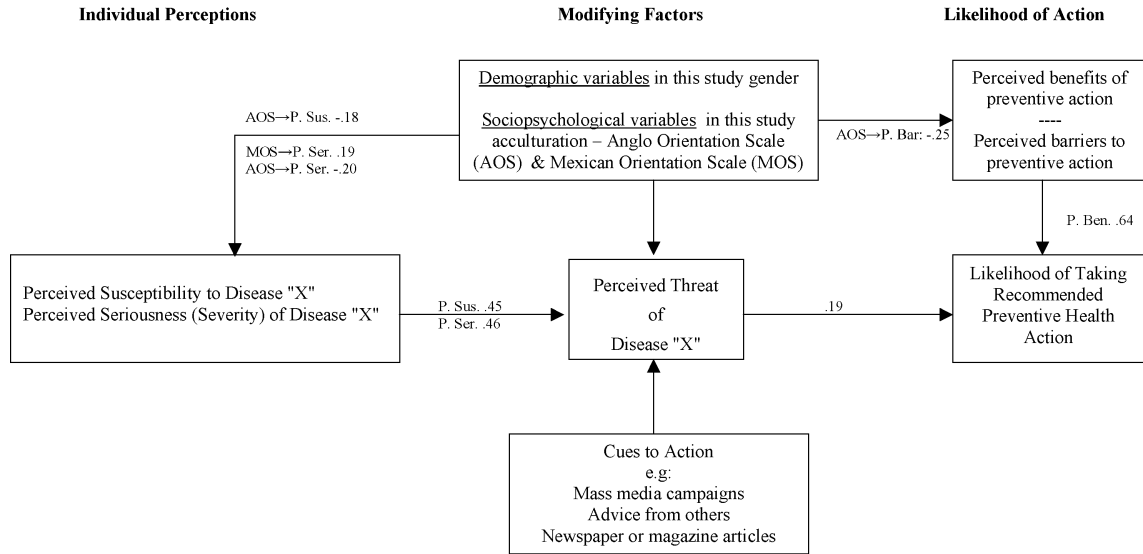 Individual Perceptions
Modifying Factors
Likelihood of Action
Demographic variables in this study gender
Sociopsychological variables in this study
acculturation – Anglo Orientation Scale
(AOS) & Mexican Orientation Scale (MOS)
Perceived benefits of
preventive action
----
Perceived barriers to
preventive action
AOS→P. Sus. -.18
MOS→P. Ser. .19
AOS→P. Ser. -.20
AOS→P. Bar: -.25
P. Ben. .64
Perceived Susceptibility to Disease "X"
Perceived Seriousness (Severity) of Disease "X"
P. Sus. .45
P. Ser. .46
Perceived Threat
of
Disease "X"
.19
Likelihood of Taking
Recommended
Preventive Health
Action
Cues to Action
e.g:
Mass media campaigns
Advice from others
Newspaper or magazine articles